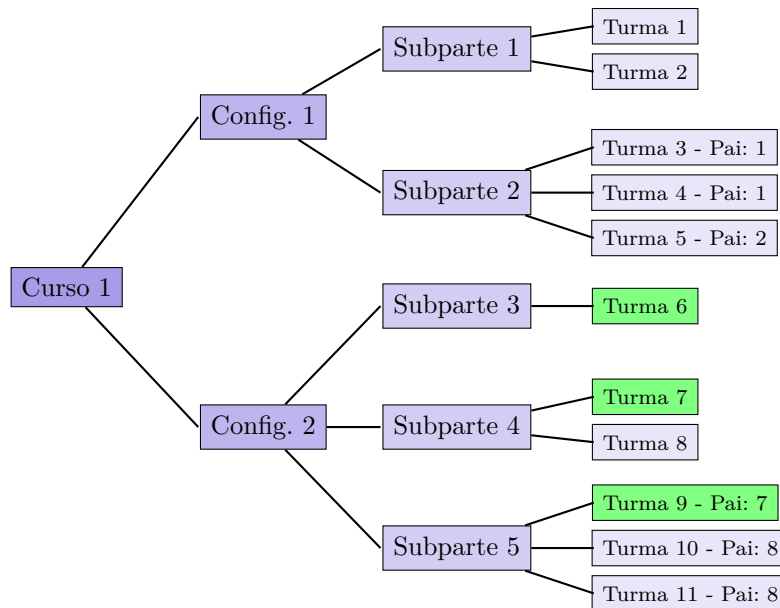 Curso 1
Config. 1
Subparte 1
Turma 1
Turma 2
Subparte 2
Turma 3 - Pai: 1
Turma 4 - Pai: 1
Turma 5 - Pai: 2
Config. 2
Subparte 3
Turma 6
Subparte 4
Turma 7
Turma 8
Subparte 5
Turma 9 - Pai: 7
Turma 10 - Pai: 8
Turma 11 - Pai: 8